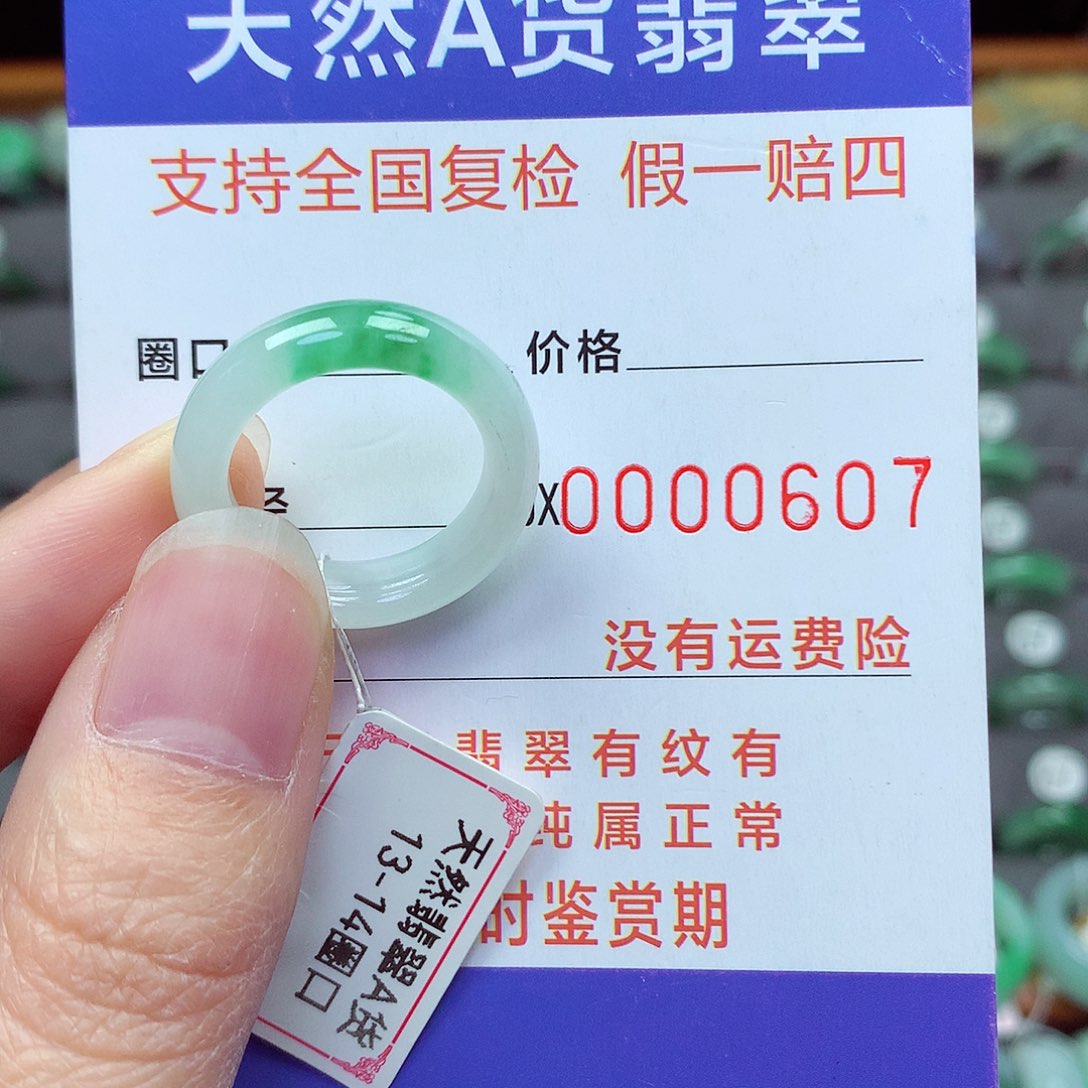 天然A货翡翠
支持全国复检 假一赔四
圈口 价格
径 X0000607
没有运费险
翡翠有纹有
纯属正常
时鉴赏期
天然翡翠A货
13-14圈口